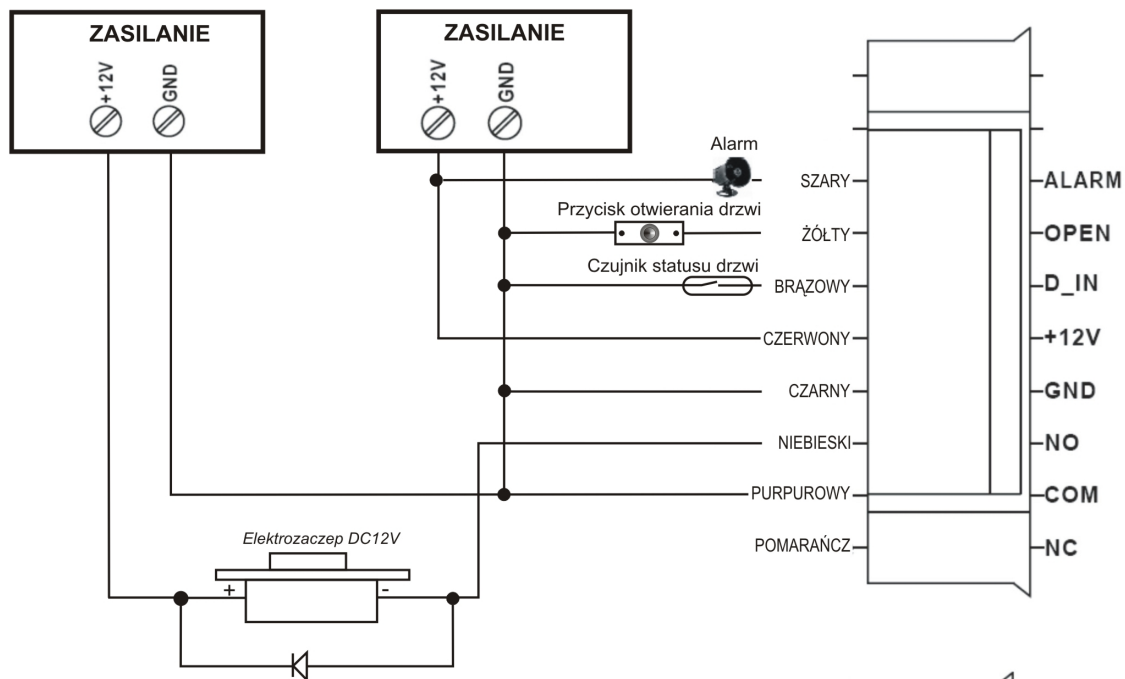 ZASILANIE
+12V
GND
ZASILANIE
+12V
GND
Alarm
SZARY
ALARM
Przycisk otwierania drzwi
ŻÓŁTY
OPEN
Czujnik statusu drzwi
BRĄZOWY
D_IN
CZERWONY
+12V
CZARNY
GND
NIEBIESKI
NO
PURPUROWY
COM
Elektrozaczep DC12V
POMARAŃCZ
NC
+
-